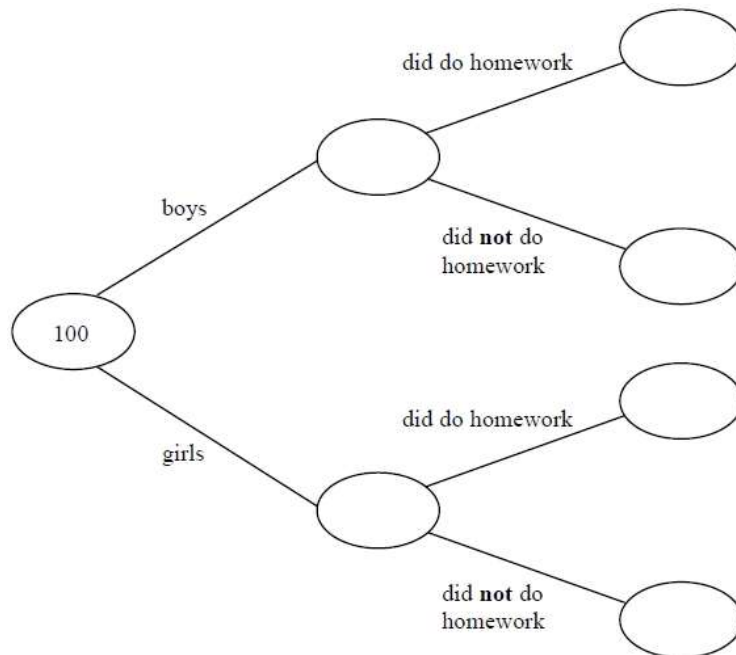 did do homework
boys
did not do
homework
100
did do homework
girls
did not do
homework